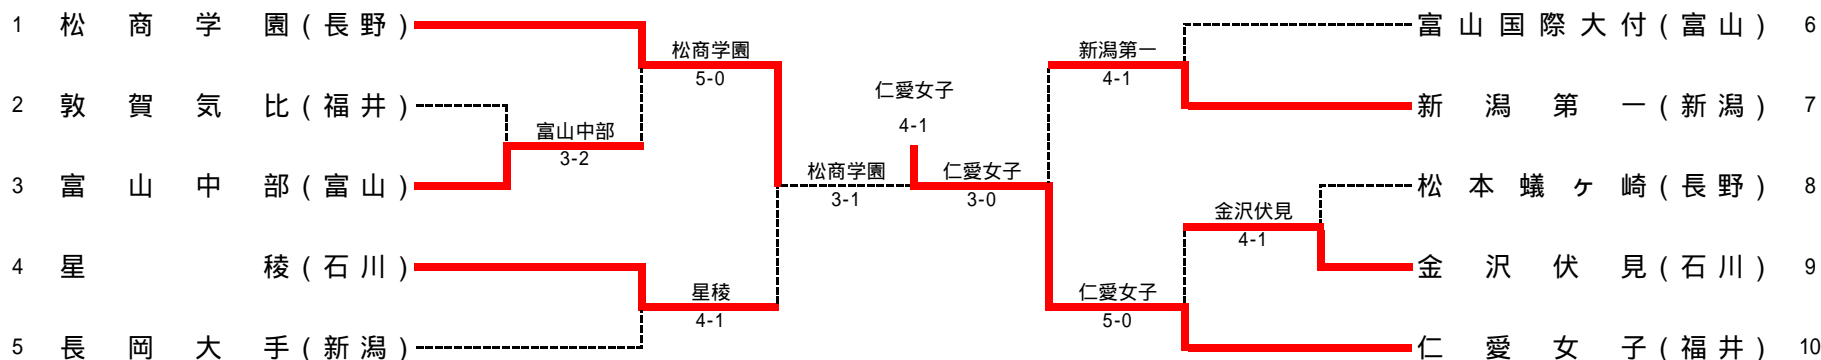 1 松商学園(長野)
2 敦賀気比(福井)
3 富山中部(富山)
4 星稜(石川)
5 長岡大手(新潟)
富山中部
3-2
松商学園
5-0
星稜
4-1
松商学園
3-1
仁愛女子
4-1
仁愛女子
3-0
新潟第一
4-1
仁愛女子
5-0
金沢伏見
4-1
富山国際大付(富山) 6
新潟第一(新潟) 7
松本蟻ヶ崎(長野) 8
金沢伏見(石川) 9
仁愛女子(福井) 10